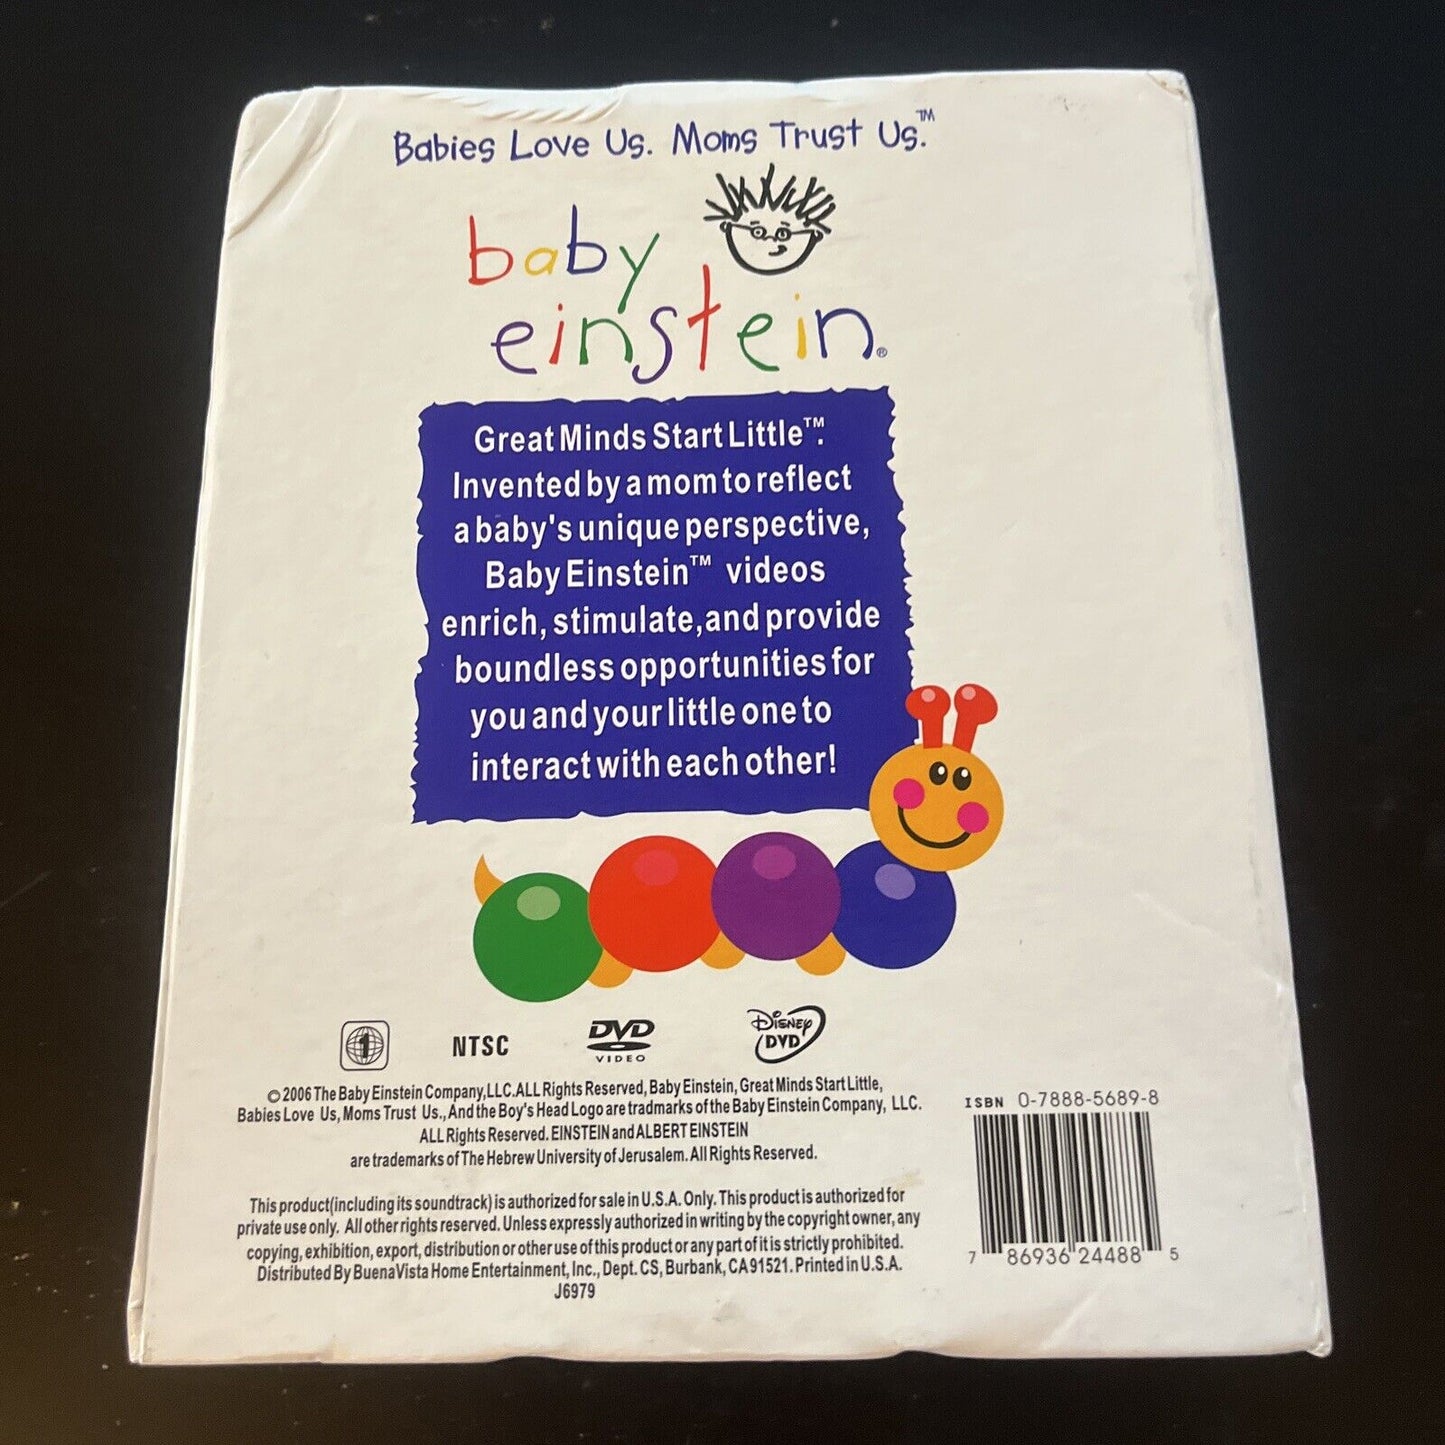 Babies Love Us. Moms Trust Us.™
baby
einstein®
Great Minds Start Little™.
Invented by a mom to reflect
a baby's unique perspective,
Baby Einstein™ videos
enrich, stimulate,and provide
boundless opportunities for
you and your little one to
interact with each other!
1 NTSC DVD VIDEO Disney DVD
© 2006 The Baby Einstein Company,LLC.ALL Rights Reserved, Baby Einstein, Great Minds Start Little,
Babies Love Us, Moms Trust Us., And the Boy's Head Logo are tradmarks of the Baby Einstein Company, LLC.
ALL Rights Reserved. EINSTEIN and ALBERT EINSTEIN
are trademarks of The Hebrew University of Jerusalem. All Rights Reserved.
This product(including its soundtrack) is authorized for sale in U.S.A. Only. This product is authorized for
private use only. All other rights reserved. Unless expressly authorized in writing by the copyright owner, any
copying, exhibition, export, distribution or other use of this product or any part of it is strictly prohibited.
Distributed By BuenaVista Home Entertainment, Inc., Dept. CS, Burbank, CA 91521. Printed in U.S.A.
J6979
ISBN 0-7888-5689-8
7 86936 24488 5